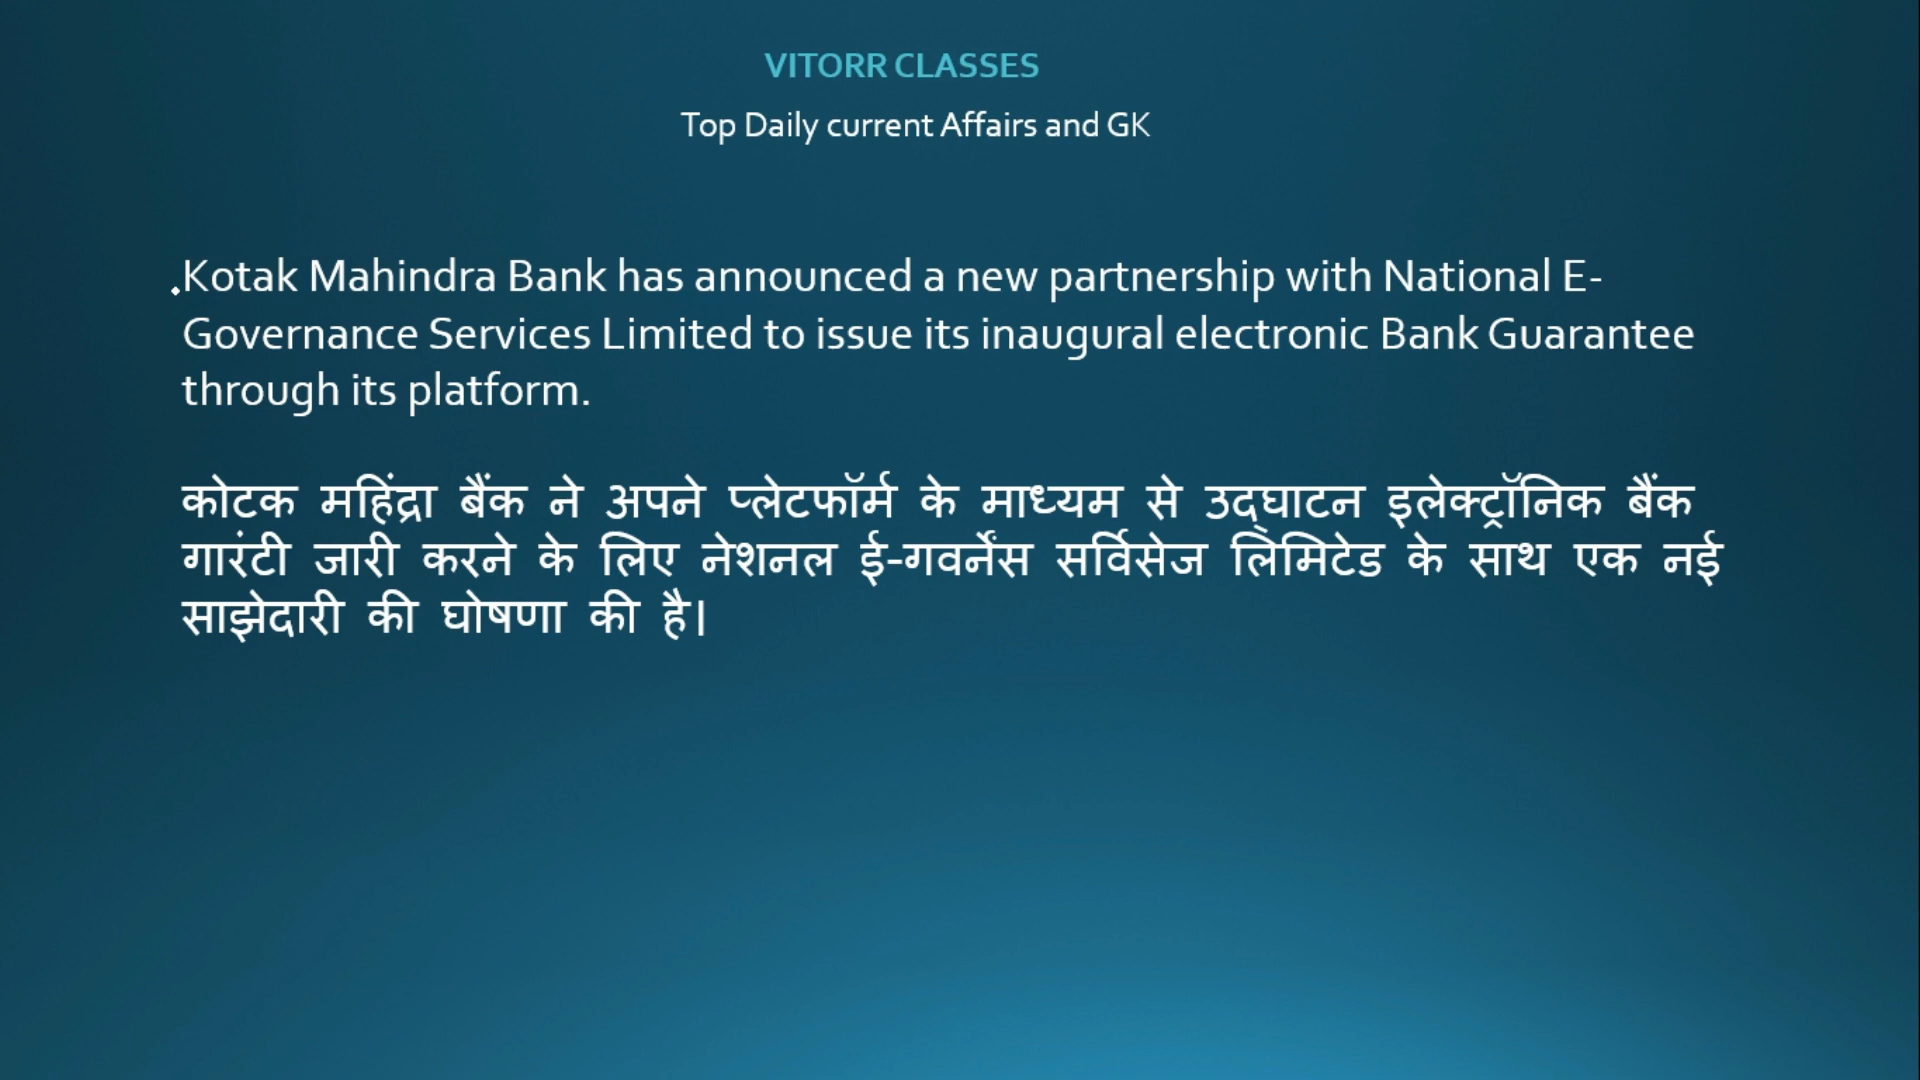 VITORR CLASSES
Top Daily current Affairs and GK
.Kotak Mahindra Bank has announced a new partnership with National E-
Governance Services Limited to issue its inaugural electronic Bank Guarantee
through its platform.
कोटक महिंद्रा बैंक ने अपने प्लेटफॉर्म के माध्यम से उद्घाटन इलेक्ट्रॉनिक बैंक
गारंटी जारी करने के लिए नेशनल ई-गवर्नेंस सर्विसेज लिमिटेड के साथ एक नई
साझेदारी की घोषणा की है।